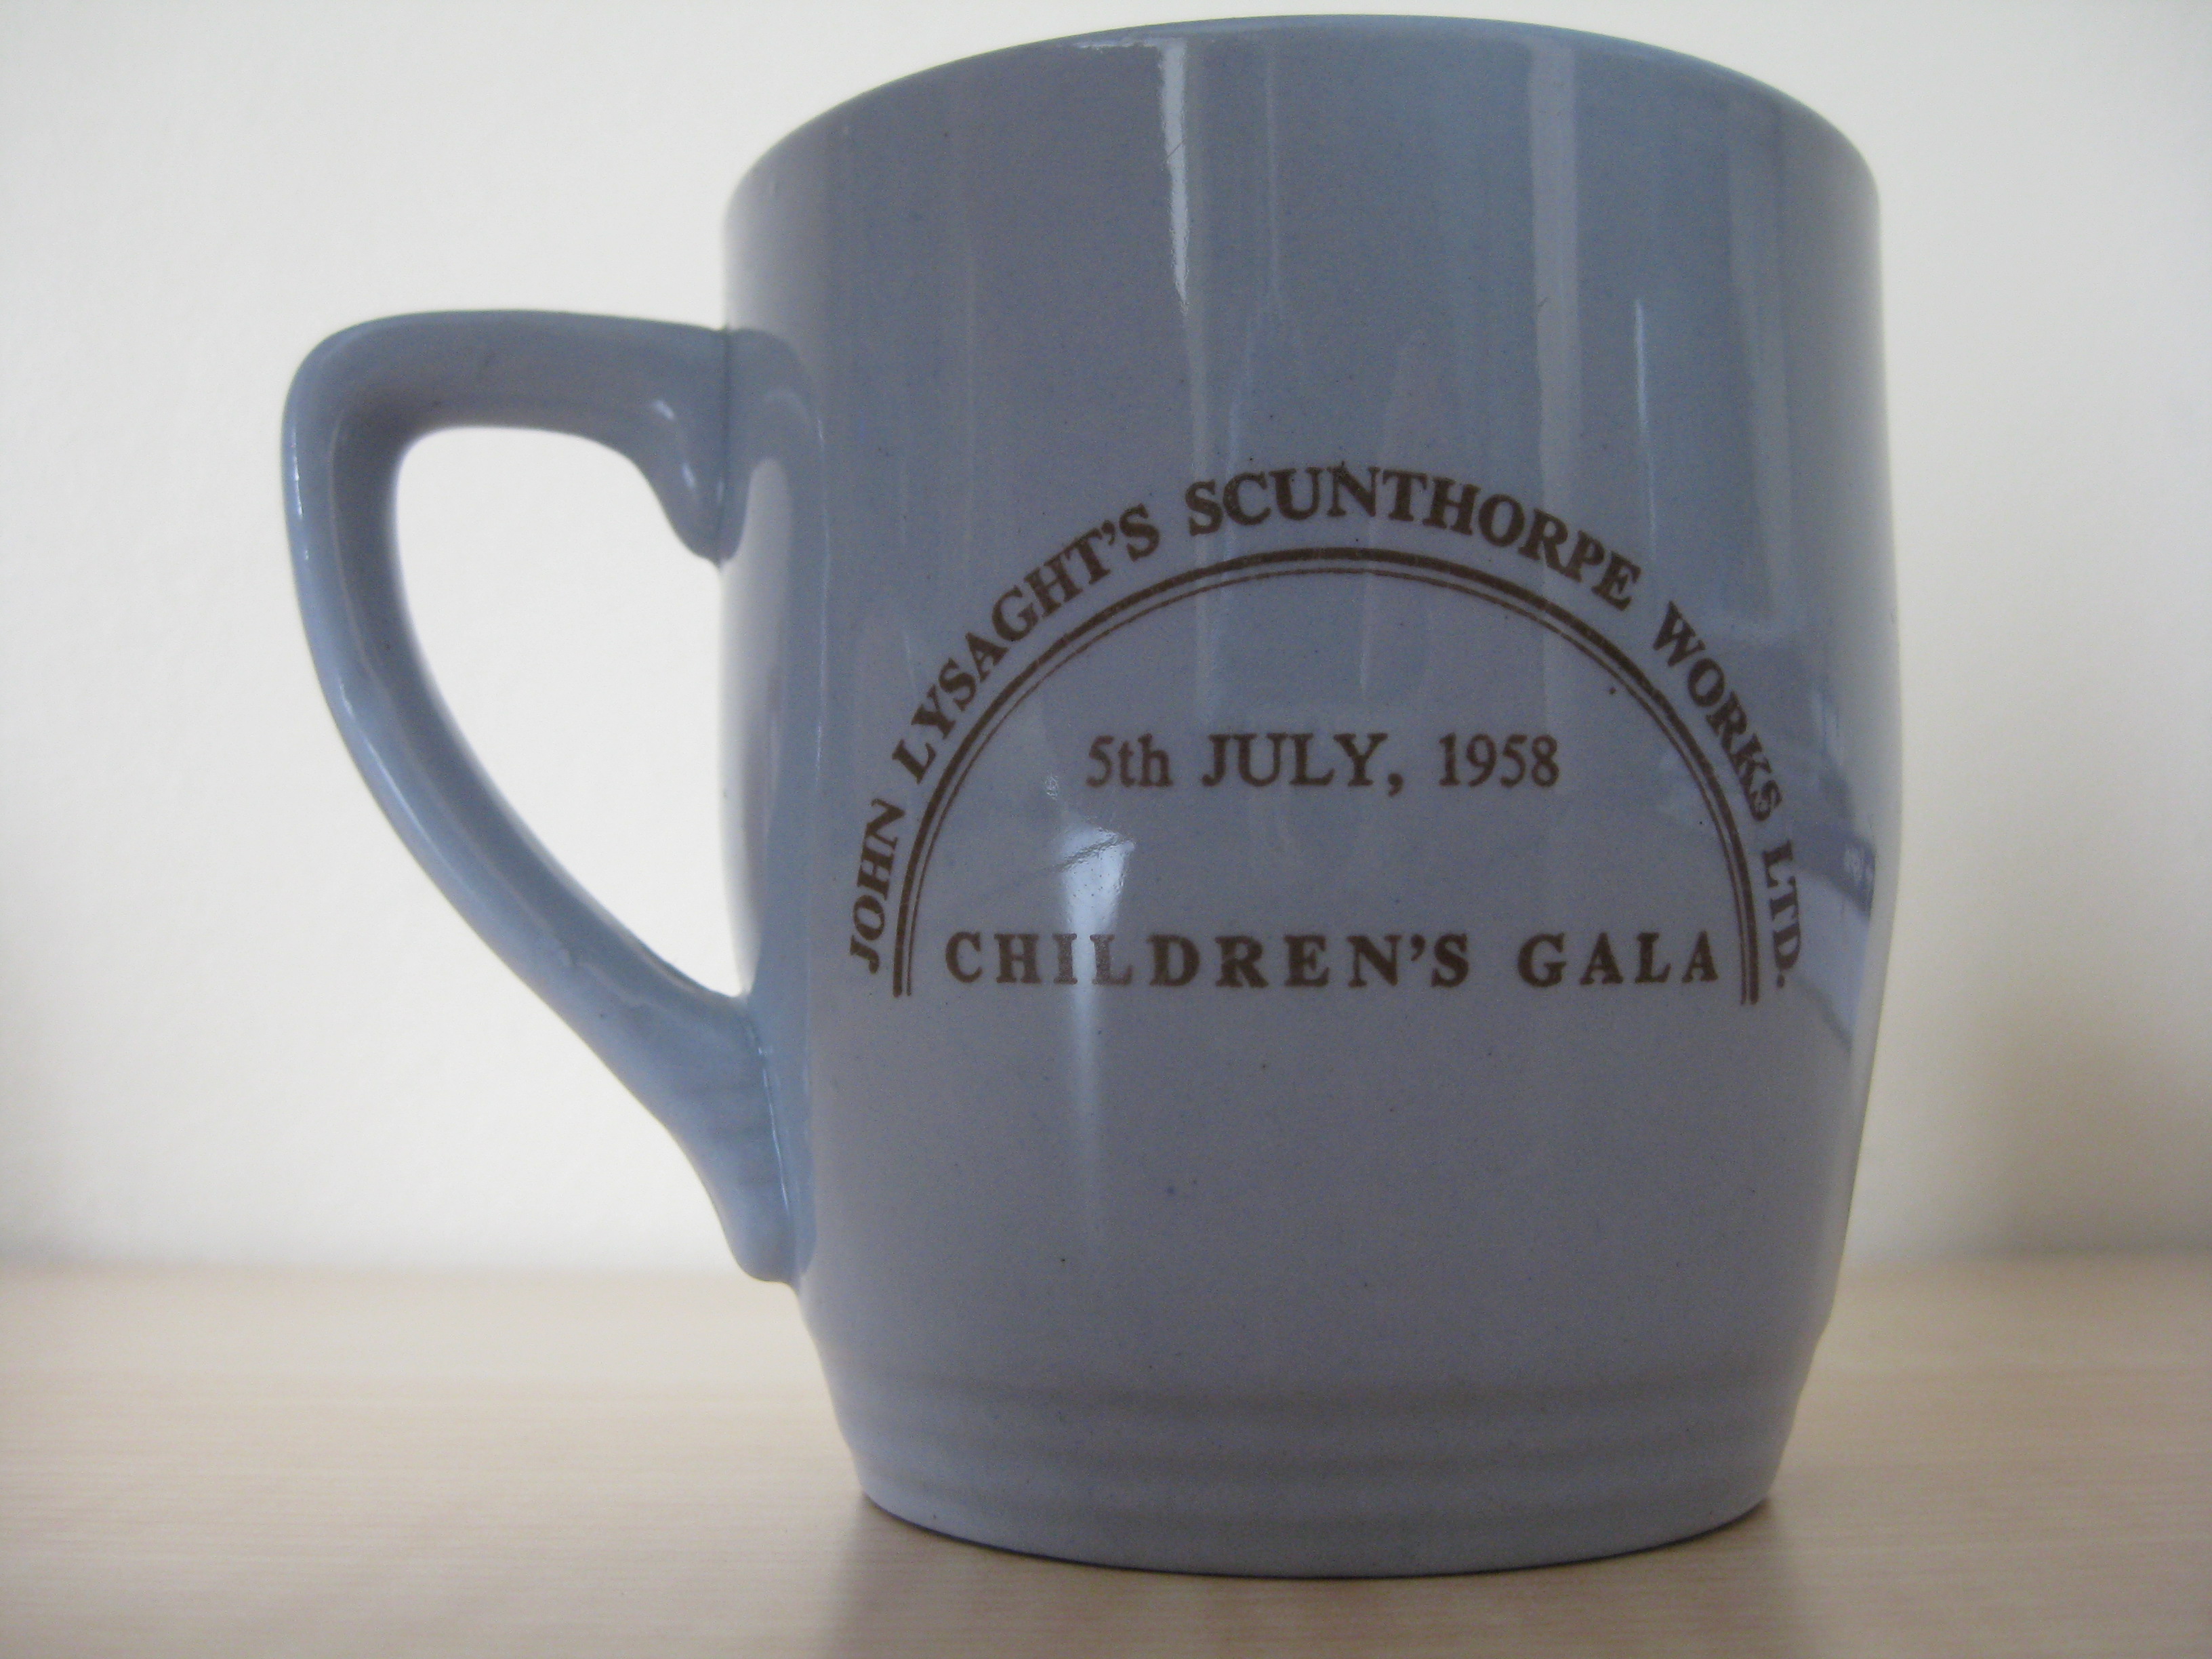 JOHN LYSAGHT'S SCUNTHORPE WORKS LTD.
5th JULY, 1958
CHILDREN'S GALA